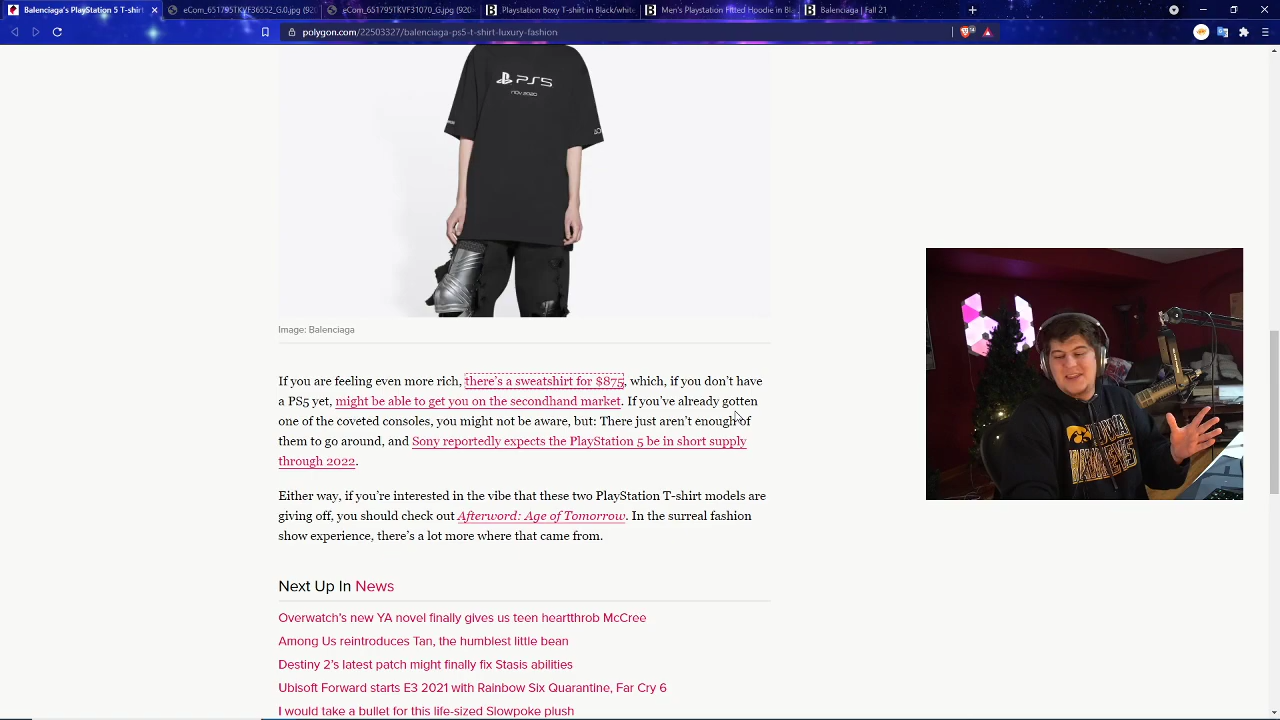 Balenciaga's PlayStation 5 T-shirt
eCom_651795TKVF36552_G.0.jpg (920
eCom_651795TKVF31070_G.jpg (920
Playstation Boxy T-shirt in Black/white
Men's Playstation Fitted Hoodie in Bla
Balenciaga | Fall 21
polygon.com/22503327/balenciaga-ps5-t-shirt-luxury-fashion
PS5
nov 2020
Image: Balenciaga
If you are feeling even more rich, there's a sweatshirt for $875, which, if you don't have
a PS5 yet, might be able to get you on the secondhand market. If you've already gotten
one of the coveted consoles, you might not be aware, but: There just aren't enough of
them to go around, and Sony reportedly expects the PlayStation 5 be in short supply
through 2022.
Either way, if you're interested in the vibe that these two PlayStation T-shirt models are
giving off, you should check out Afterword: Age of Tomorrow. In the surreal fashion
show experience, there's a lot more where that came from.
IOWA
HAWKEYES
Next Up In News
Overwatch's new YA novel finally gives us teen heartthrob McCree
Among Us reintroduces Tan, the humblest little bean
Destiny 2's latest patch might finally fix Stasis abilities
Ubisoft Forward starts E3 2021 with Rainbow Six Quarantine, Far Cry 6
I would take a bullet for this life-sized Slowpoke plush